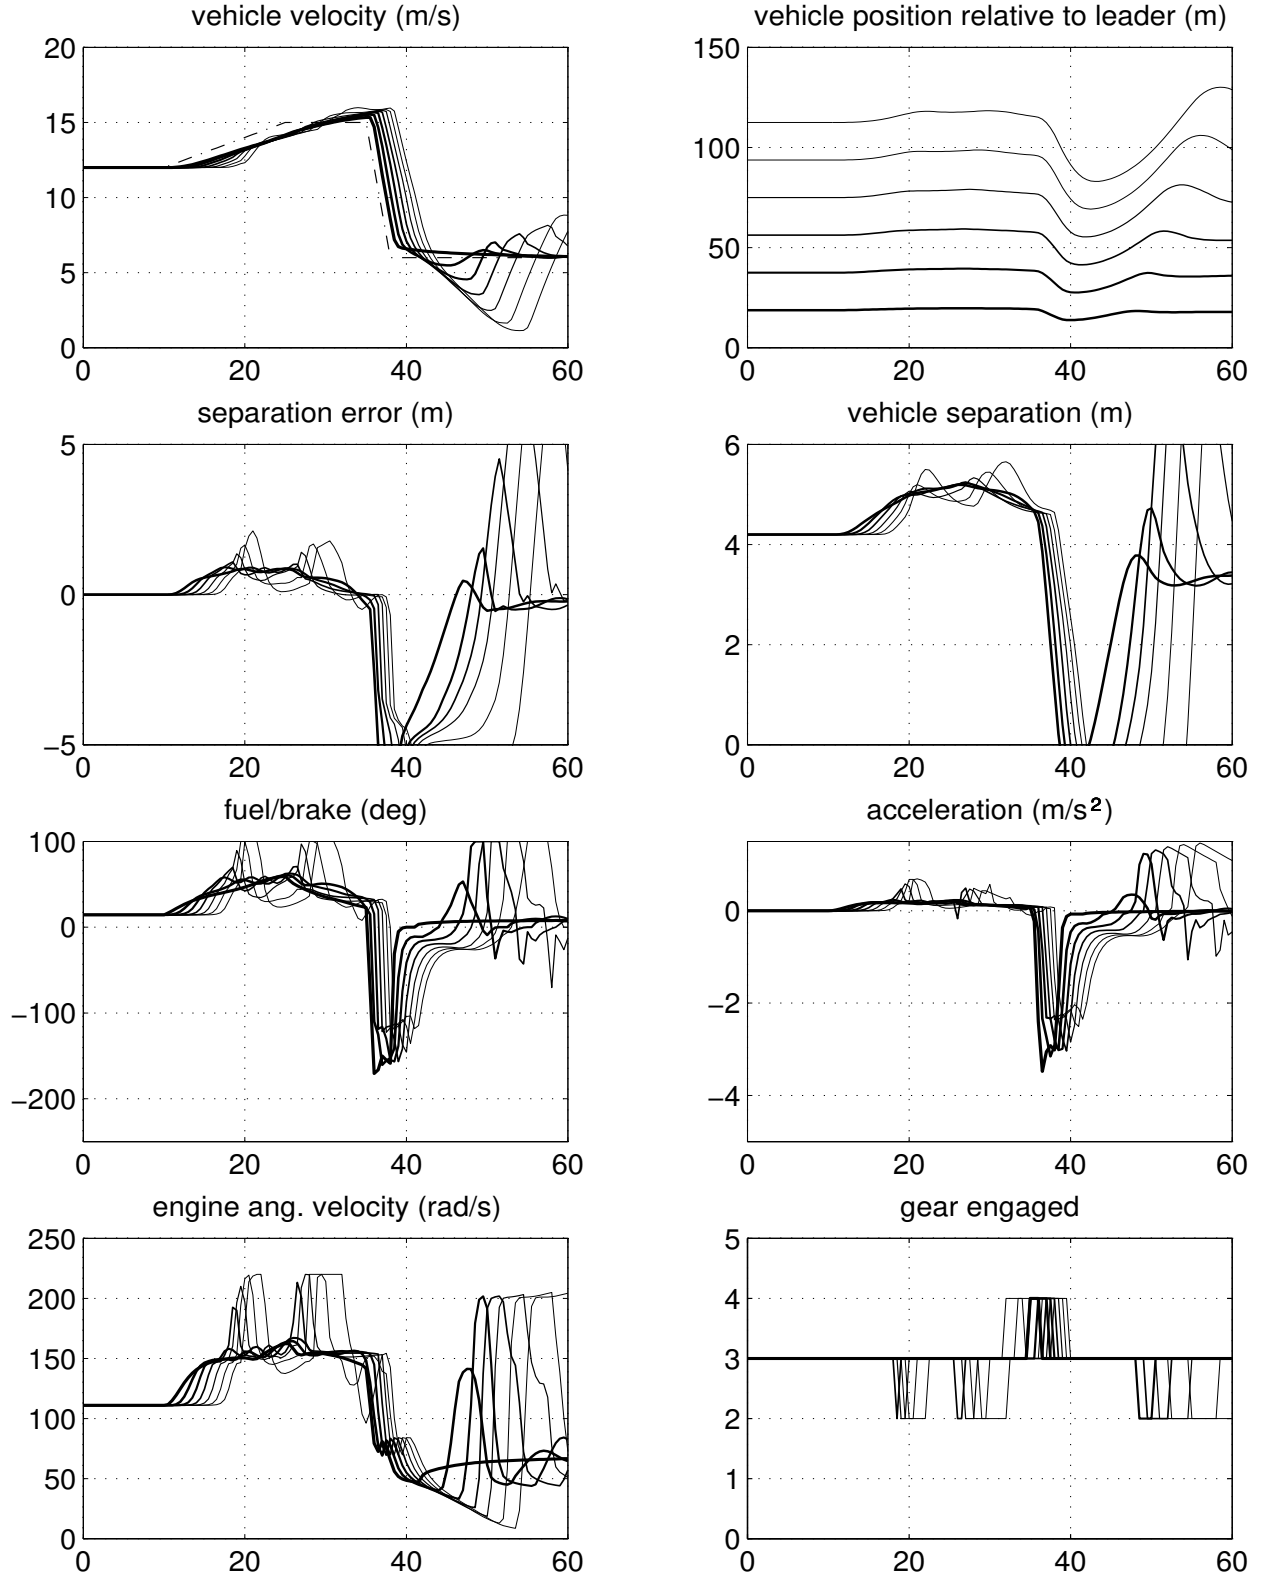 vehicle velocity (m/s)
vehicle position relative to leader (m)
20
15
10
5
0
0 20 40 60
150
100
50
0
0 20 40 60
separation error (m)
vehicle separation (m)
5
0
−5
0 20 40 60
6
4
2
0
0 20 40 60
fuel/brake (deg)
acceleration (m/s²)
100
0
−100
−200
0 20 40 60
0
−2
−4
0 20 40 60
engine ang. velocity (rad/s)
gear engaged
250
200
150
100
50
0
0 20 40 60
5
4
3
2
1
0
0 20 40 60